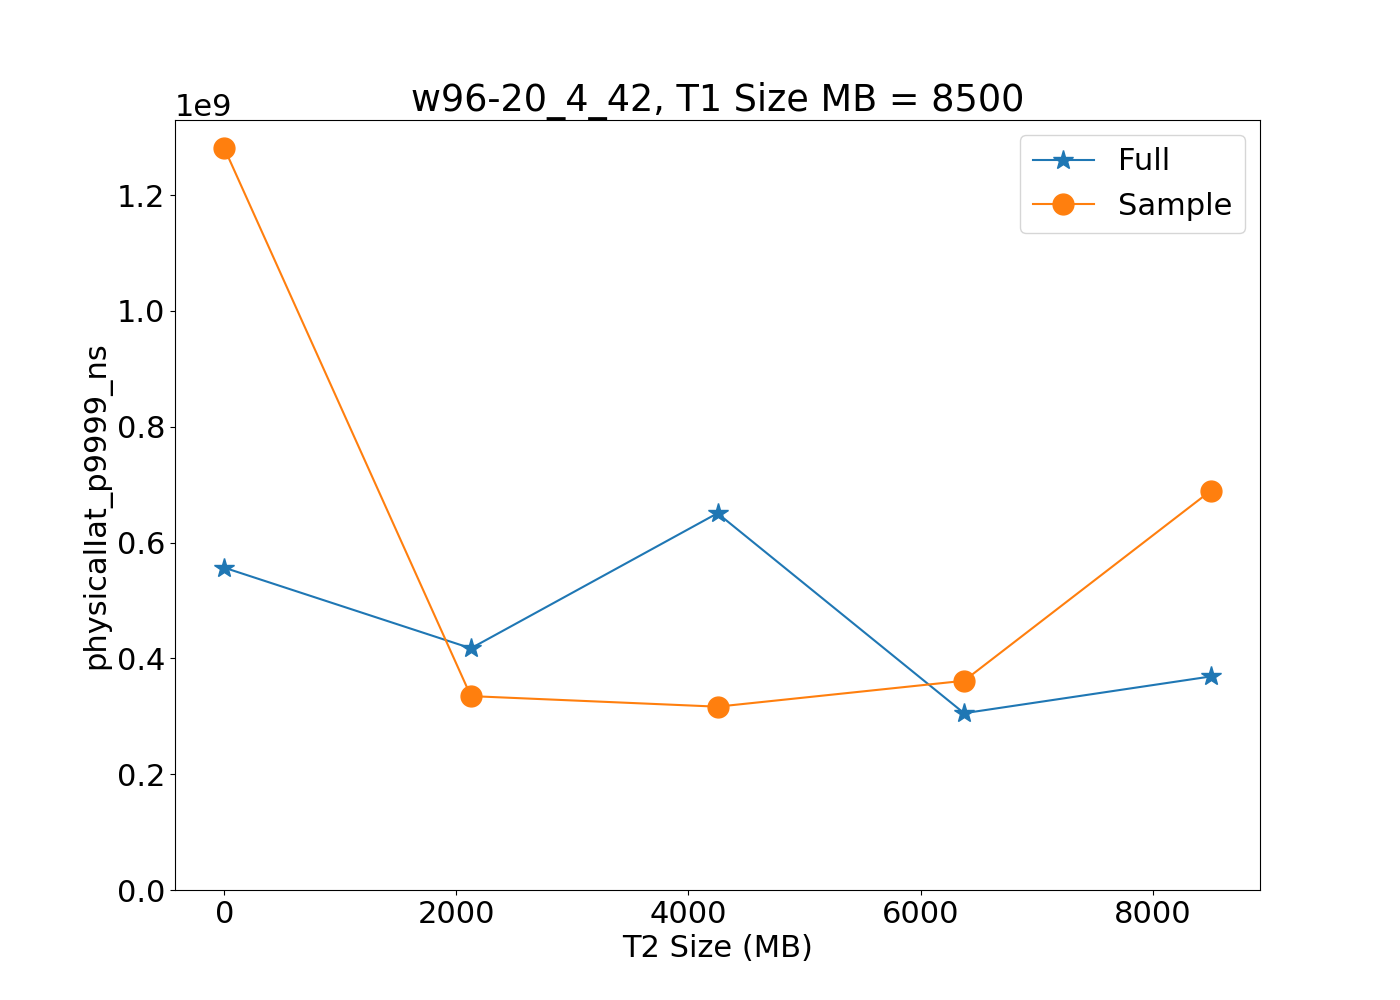 w96-20_4_42, T1 Size MB = 8500
1e9
Full
Sample
1.2
1.0
0.8
0.6
0.4
0.2
0.0
physicallat_p9999_ns
0 2000 4000 6000 8000
T2 Size (MB)